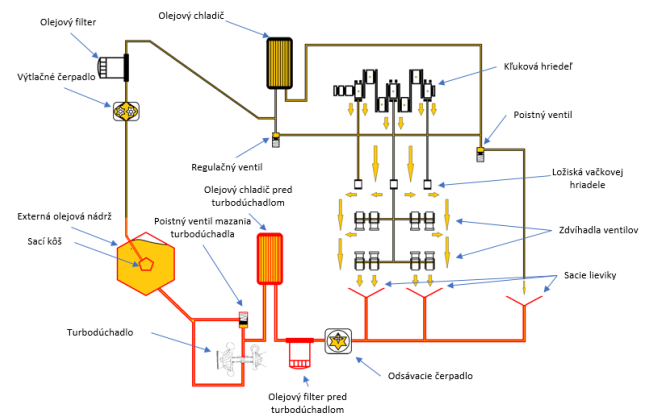 Olejový chladič
Olejový filter
Výtlačné čerpadlo
Kľuková hriedeľ
Poistný ventil
Regulačný ventil
Ložiská vačkovej
hriadele
Olejový chladič pred
turbodúchadlom
Externá olejová nádrž
Poistný ventil mazania
turbodúchadla
Zdvíhadla ventilov
Sací kôš
Sacie lieviky
Turbodúchadlo
Odsávacie čerpadlo
Olejový filter pred
turbodúchadlom